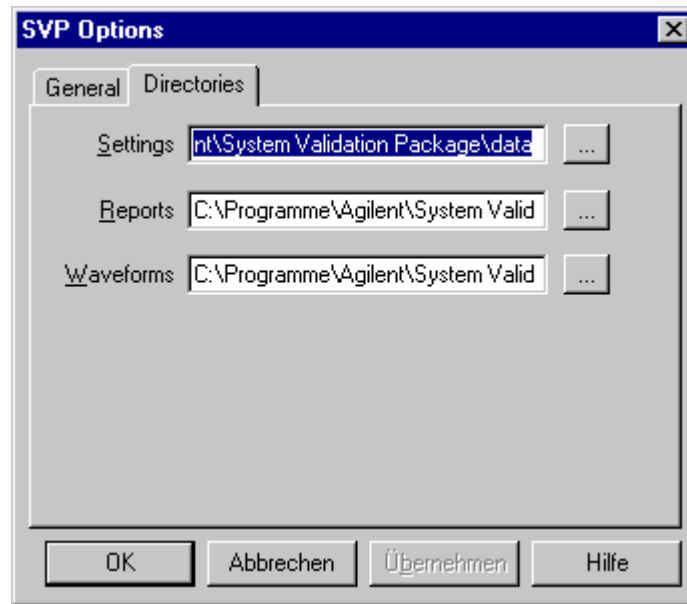 SVP Options
General Directories
Settings nt\System Validation Package\data ...
Reports C:\Programme\Agilent\System Valid ...
Waveforms C:\Programme\Agilent\System Valid ...
OK Abbrechen Übernehmen Hilfe